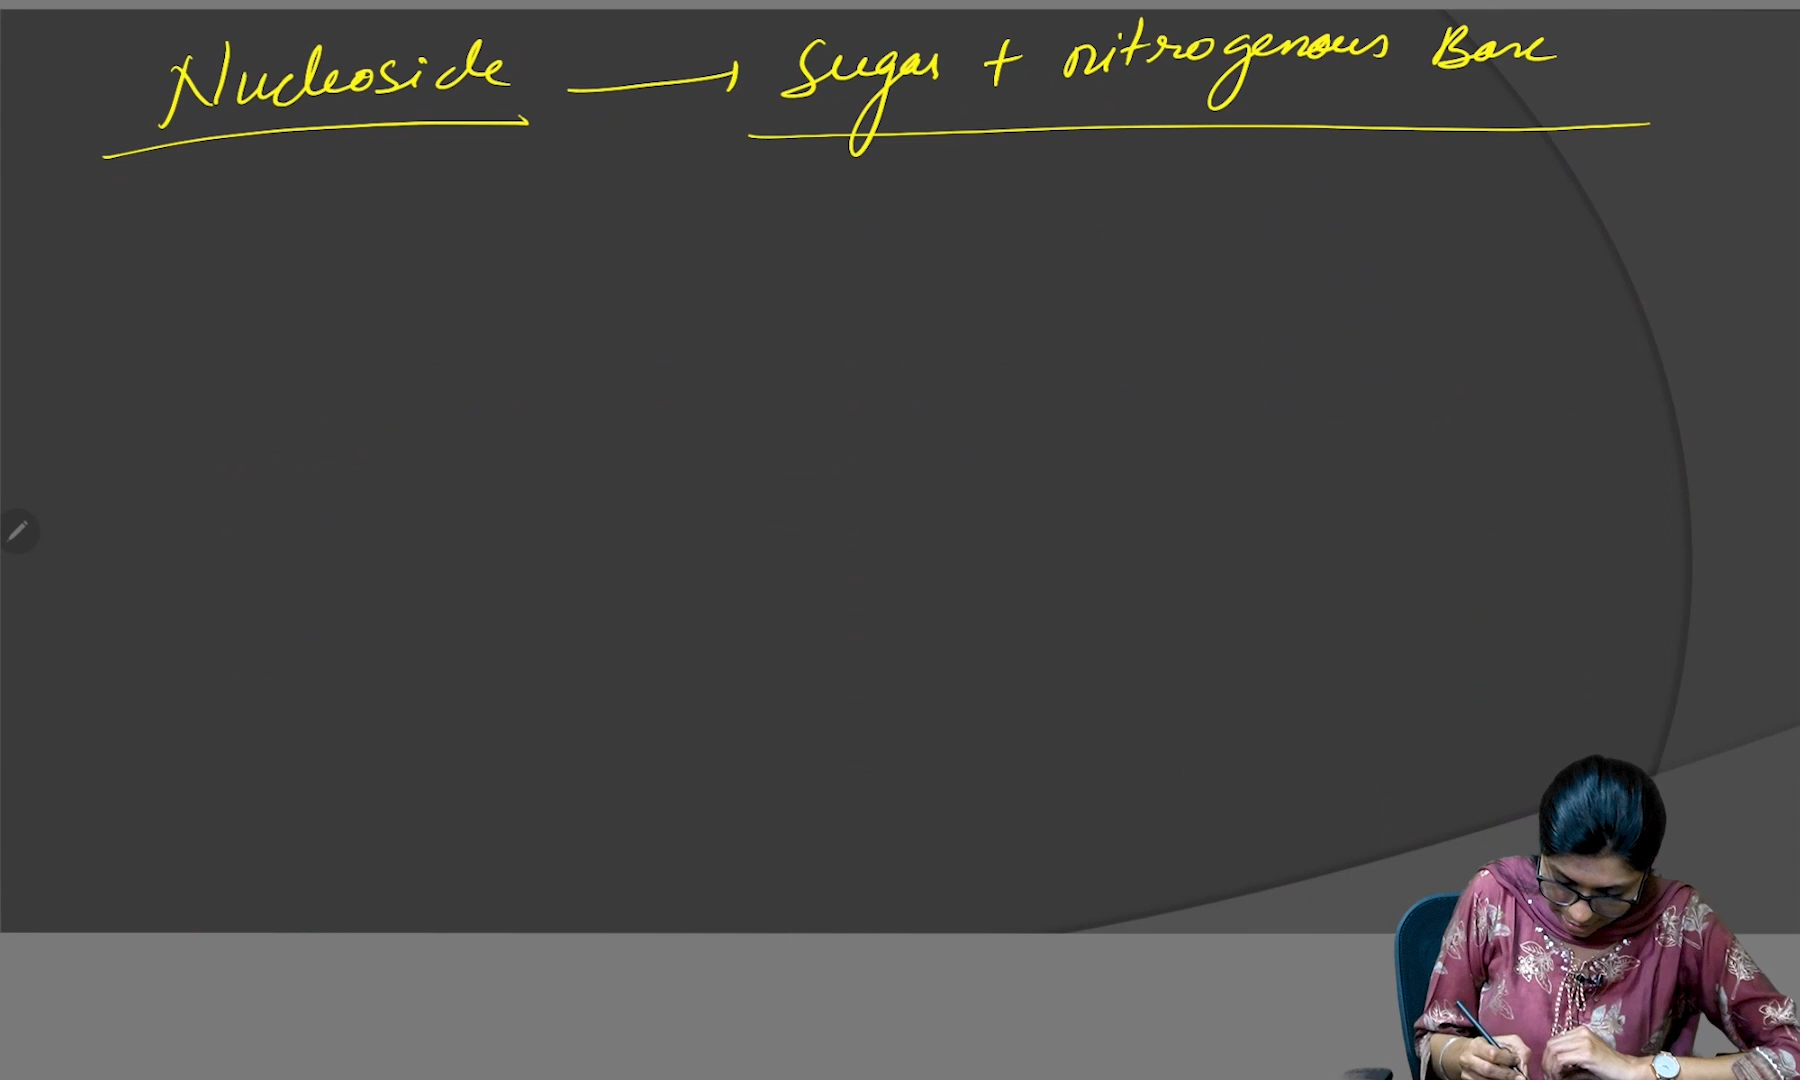 Nucleoside → Sugar + nitrogenous Base